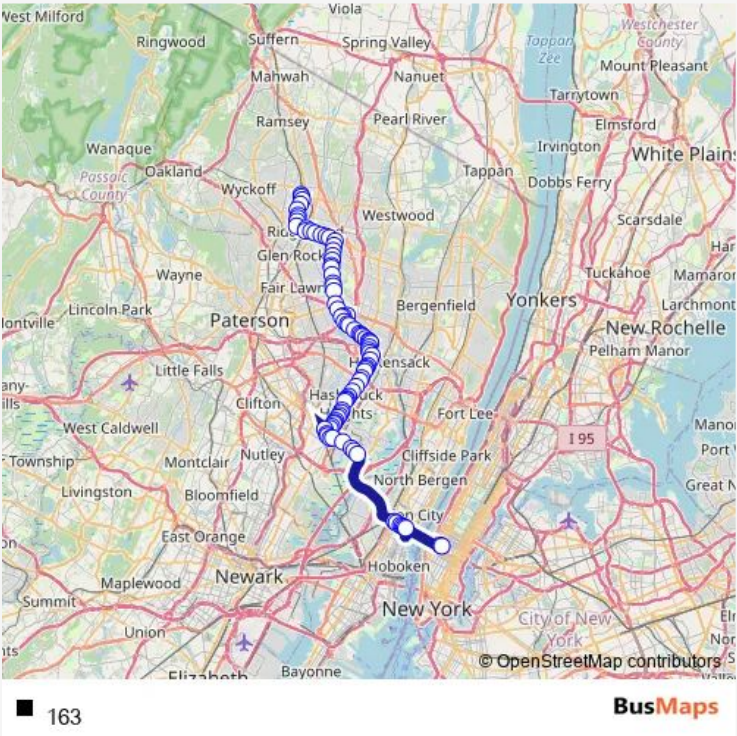 West Milford
Viola
Ringwood
Suffern
Spring Valley
Tappan
Zee
Westchester
County
Mahwah
Nanuet
Mount Pleasant
Tarrytown
Ramsey
Pearl River
Elmsford
Wanaque
Irvington
White Plains
Passaic
County
Oakland
Tappan
Wyckoff
Dobbs Ferry
Westwood
Scarsdale
Glen Rock
Wayne
Tuckahoe
Fair Lawn
Yonkers
Lincoln Park
Bergenfield
Larchmont
Paterson
New Rochelle
Pelham Manor
Little Falls
Clifton
Fort Lee
I 95
West Caldwell
Township
Montclair
Nutley
Cliffside Park
North Bergen
Livingston
Bloomfield
East Orange
Hoboken
Maplewood
Newark
Summit
New York
Union
City of New
York
Elizabeth
Bayonne
© OpenStreetMap contributors
163
BusMaps